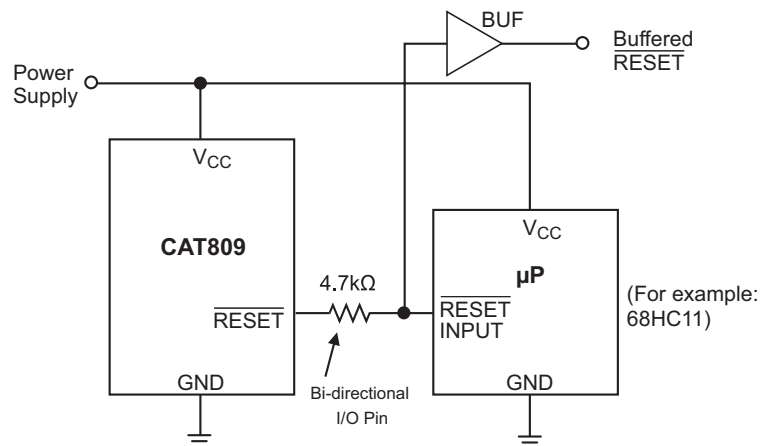 BUF
Buffered
RESET
Power
Supply
VCC
CAT809
VCC
µP
4.7kΩ
(For example:
68HC11)
RESET
RESET
INPUT
GND
Bi-directional
I/O Pin
GND